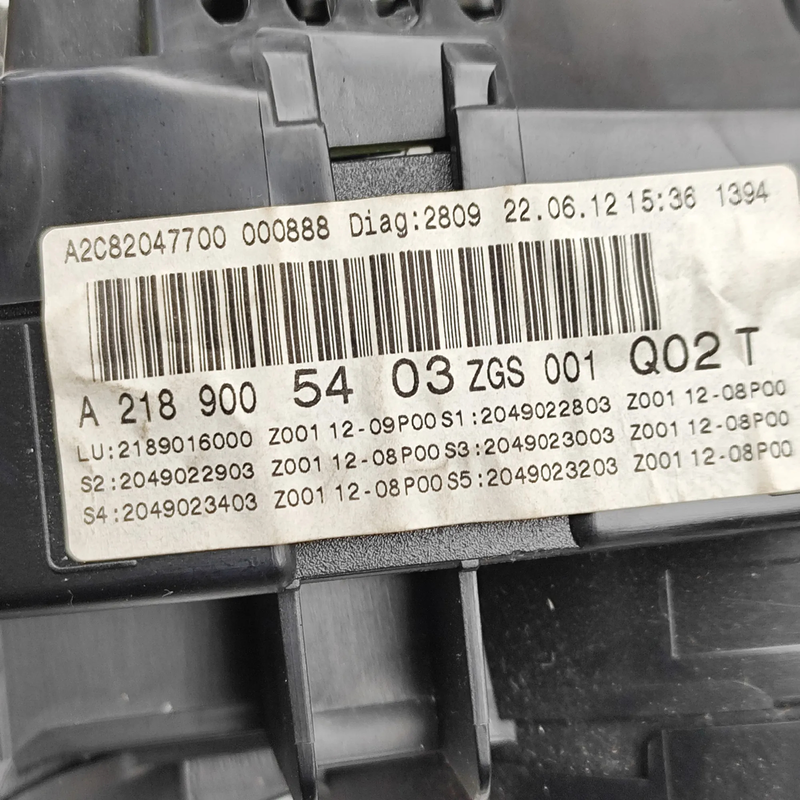 A2C82047700 000888 Diag:2809 22.06.12 15:36 1394
A 218 900 54 03 ZGS 001 Q02 T
LU:2189016000 Z001 12-09P00 S1:2049022803 Z001 12-08P00
S2:2049022903 Z001 12-08P00 S3:2049023003 Z001 12-08P00
S4:2049023403 Z001 12-08P00 S5:2049023203 Z001 12-08P00